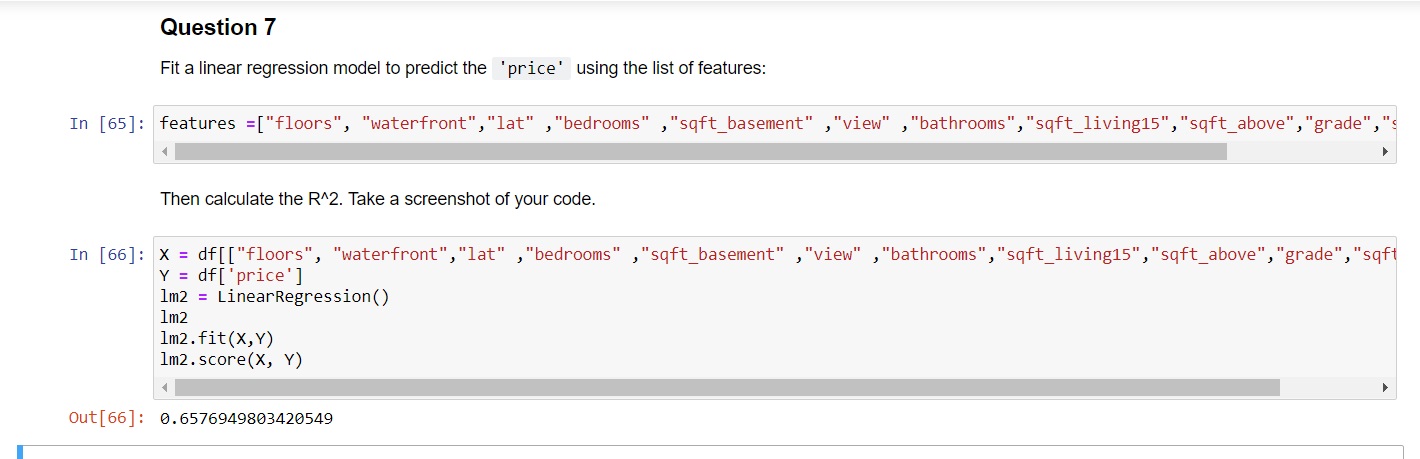 Question 7
Fit a linear regression model to predict the 'price' using the list of features:
In [65]: features =["floors", "waterfront","lat" ,"bedrooms" ,"sqft_basement" ,"view" ,"bathrooms","sqft_living15","sqft_above","grade","s
Then calculate the R^2. Take a screenshot of your code.
In [66]: X = df[["floors", "waterfront","lat" ,"bedrooms" ,"sqft_basement" ,"view" ,"bathrooms","sqft_living15","sqft_above","grade","sqft
Y = df['price']
lm2 = LinearRegression()
lm2
lm2.fit(X,Y)
lm2.score(X, Y)
Out[66]: 0.6576949803420549